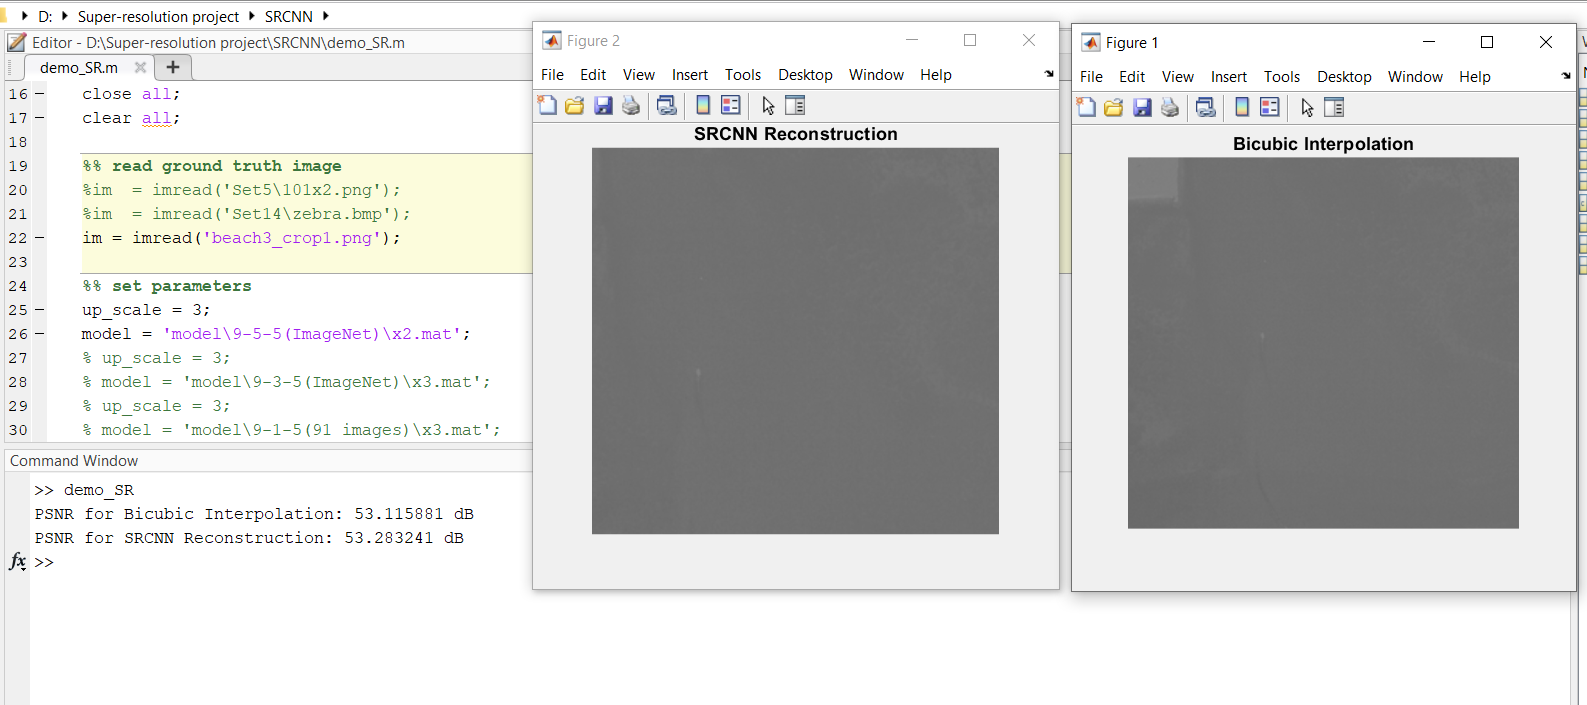 D: Super-resolution project SRCNN
Editor - D:\Super-resolution project\SRCNN\demo_SR.m
demo_SR.m
16 close all;
17 clear all;
18
19 %% read ground truth image
20 %im  = imread('Set5\101x2.png');
21 %im  = imread('Set14\zebra.bmp');
22 im = imread('beach3_crop1.png');
23
24 %% set parameters
25 up_scale = 3;
26 model = 'model\9-5-5(ImageNet)\x2.mat';
27 % up_scale = 3;
28 % model = 'model\9-3-5(ImageNet)\x3.mat';
29 % up_scale = 3;
30 % model = 'model\9-1-5(91 images)\x3.mat';
Command Window
>> demo_SR
PSNR for Bicubic Interpolation: 53.115881 dB
PSNR for SRCNN Reconstruction: 53.283241 dB
fx >>
Figure 2
File Edit View Insert Tools Desktop Window Help
SRCNN Reconstruction
Figure 1
File Edit View Insert Tools Desktop Window Help
Bicubic Interpolation